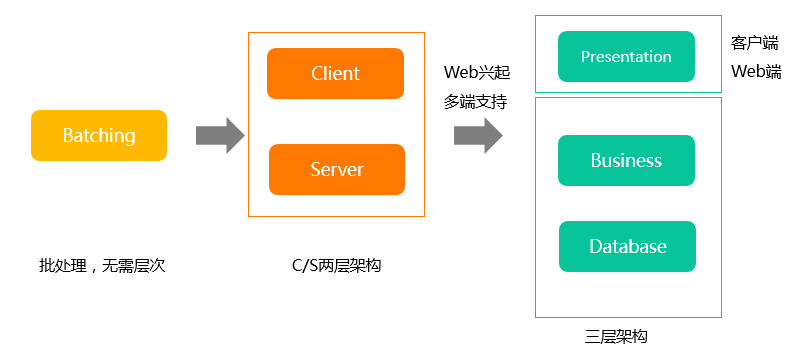 Batching
批处理，无需层次
Client
Server
C/S两层架构
Web兴起
多端支持
Presentation
客户端
Web端
Business
Database
三层架构